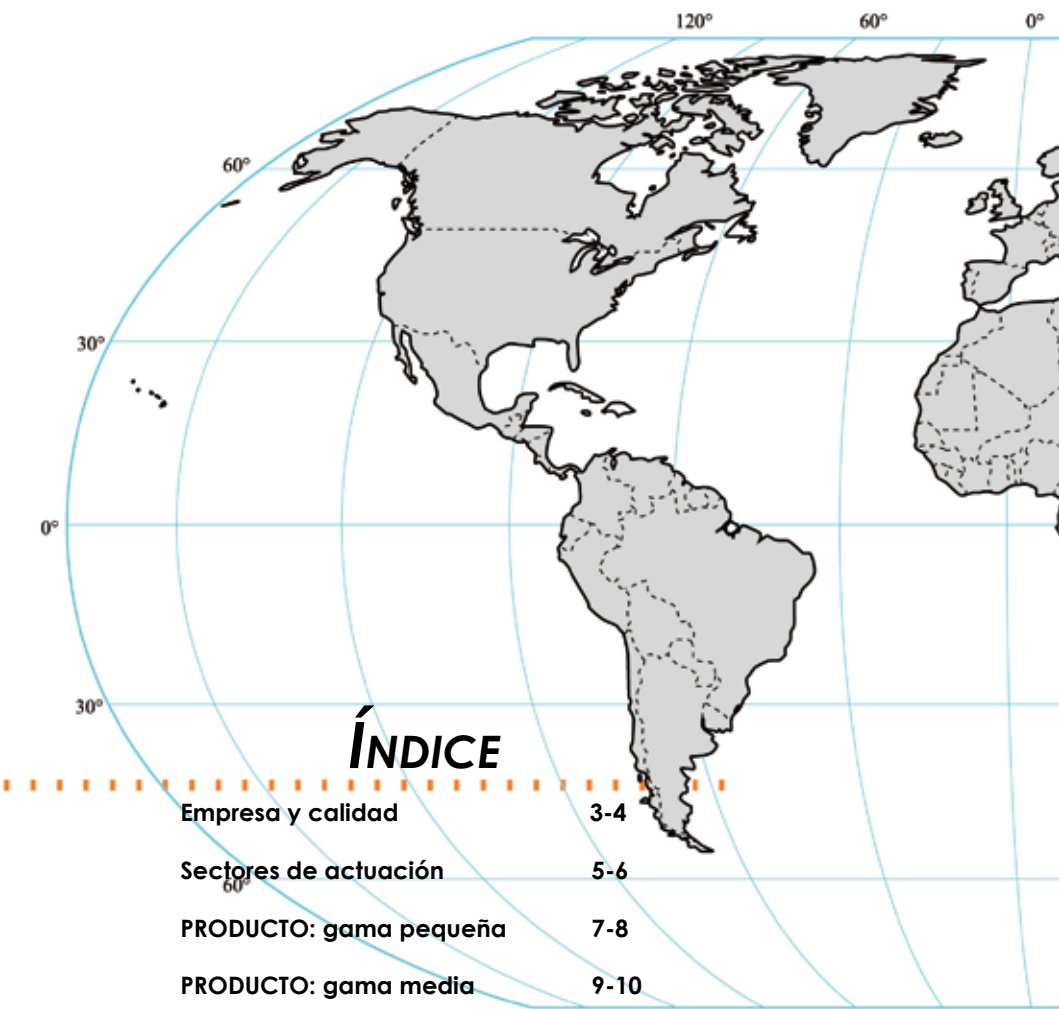 120° 60° 0°
60°
30°
0°
30°
ÍNDICE
Empresa y calidad 3-4
Sectores de actuación 5-6
60°
PRODUCTO: gama pequeña 7-8
PRODUCTO: gama media 9-10